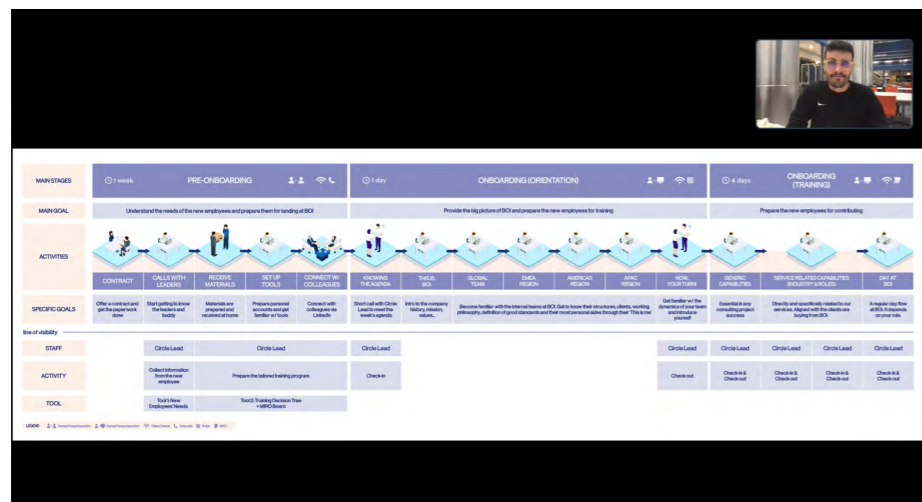 MAIN STAGES
1 week
PRE-ONBOARDING
1 day
ONBOARDING (ORIENTATION)
4 days
ONBOARDING
(TRAINING)
MAIN GOAL
Understand the needs of the new employees and prepare them for landing at BOI
Provide the big picture of BOI and prepare the new employees for training
Prepare the new employees for contributing
ACTIVITIES
CONTRACT
CALLS WITH
LEADERS
RECEIVE
MATERIALS
SET UP
TOOLS
CONNECT W/
COLLEAGUES
KNOWING
THE AGENDA
THIS IS
BOI
GLOBAL
TEAM
EMEA
REGION
AMERICAS
REGION
APAC
REGION
NOW,
YOUR TURN!
GENERIC
CAPABILITIES
SERVICE RELATED CAPABILITIES
(INDUSTRY & ROLES)
DAY AT
BOI
SPECIFIC GOALS
Offer a contract and
get the paperwork
done
Start getting to know
the leaders and
buddy
Materials are
prepared and
received at home
Prepare personal
accounts and get
familiar w/ tools
Connect with
colleagues via
LinkedIn
Short call with Circle
Lead to meet the
week's agenda
Intro to the company
history, mission,
values...
Become familiar with the internal teams at BOI. Get to know their structures, clients, working
philosophy, definition of good standards and their most personal sides through their 'This is me'
Get familiar w/ the
dynamics of your team
and introduce
yourself
Essential in any
consulting project
success
Directly and specifically related to our
services. Aligned with the clients are
buying from BOI.
A regular day flow
at BOI. It depends
on your role.
line of visibility
STAFF
Circle Lead
Circle Lead
Circle Lead
Circle Lead
Circle Lead
Circle Lead
Circle Lead
Circle Lead
ACTIVITY
Collect information
from the new
employee
Prepare the tailored training program
Check-in
Check-out
Check-in &
Check-out
Check-in &
Check-out
Check-in &
Check-out
Check-in &
Check-out
TOOL
Tool 1: New
Employees' Needs
Tool 2: Training Decision Tree
+ MIRO Board
LEGEND